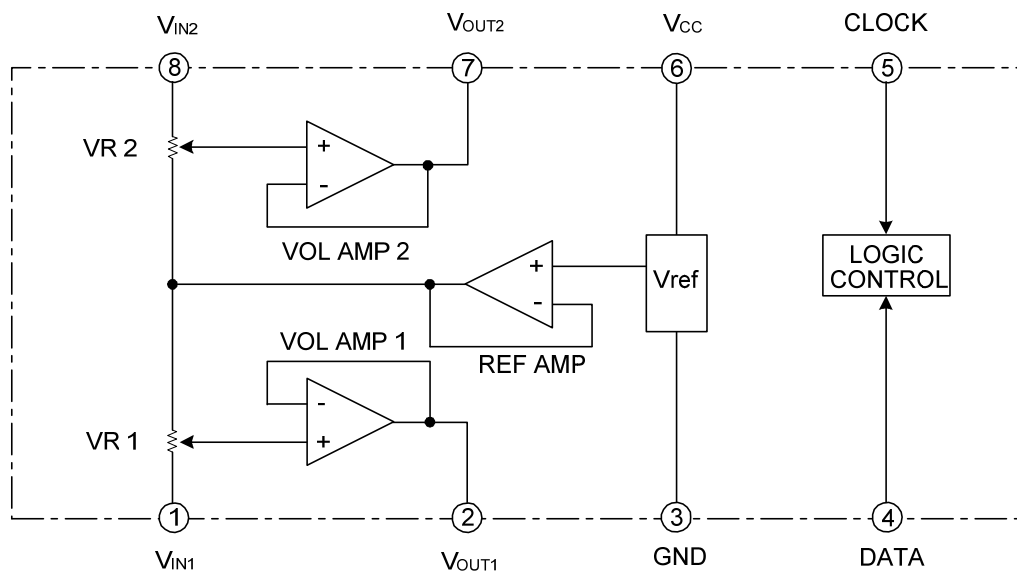 VIN2 VOUT2 VCC CLOCK
8 7 6 5
VR 2
+
-
VOL AMP 2
+
-
Vref
LOGIC
CONTROL
VOL AMP 1
REF AMP
-
+
VR 1
1 2 3 4
VIN1 VOUT1 GND DATA